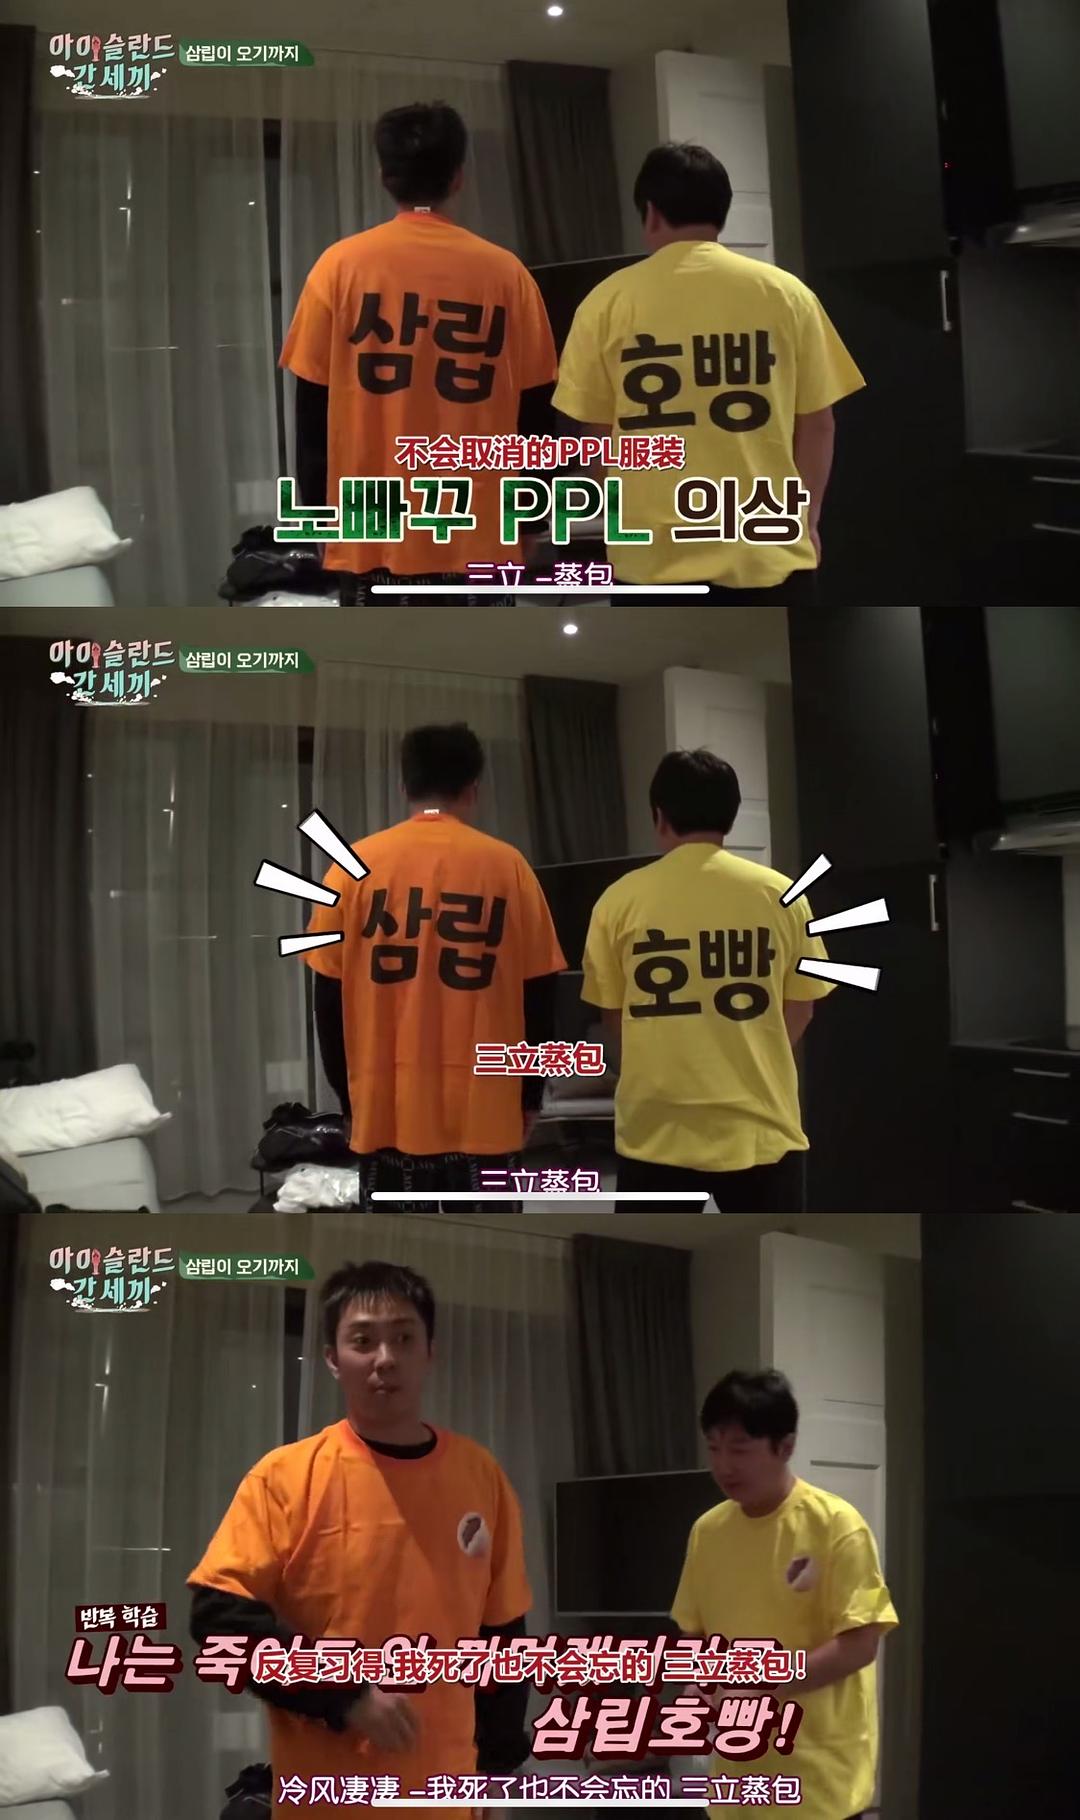 아이슬란드
간 세끼
삼립이 오기까지
삼립
호빵
不会取消的PPL服装
노빠꾸 PPL 의상
三立 –蒸包
아이슬란드
간 세끼
삼립이 오기까지
삼립
호빵
三立蒸包
三立蒸包
아이슬란드
간 세끼
삼립이 오기까지
반복 학습
나는 죽
反复习得 我死了也不会忘的 三立蒸包!
삼립호빵!
冷风凄凄 –我死了也不会忘的 三立蒸包